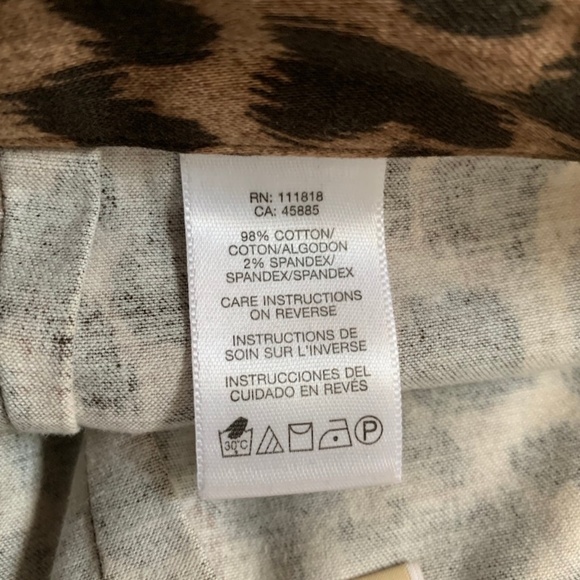 RN: 111818
CA: 45885
98% COTTON/
COTON/ALGODON
2% SPANDEX/
SPANDEX/SPANDEX
CARE INSTRUCTIONS
ON REVERSE
INSTRUCTIONS DE
SOIN SUR L'INVERSE
INSTRUCCIONES DEL
CUIDADO EN REVÉS
30°C P